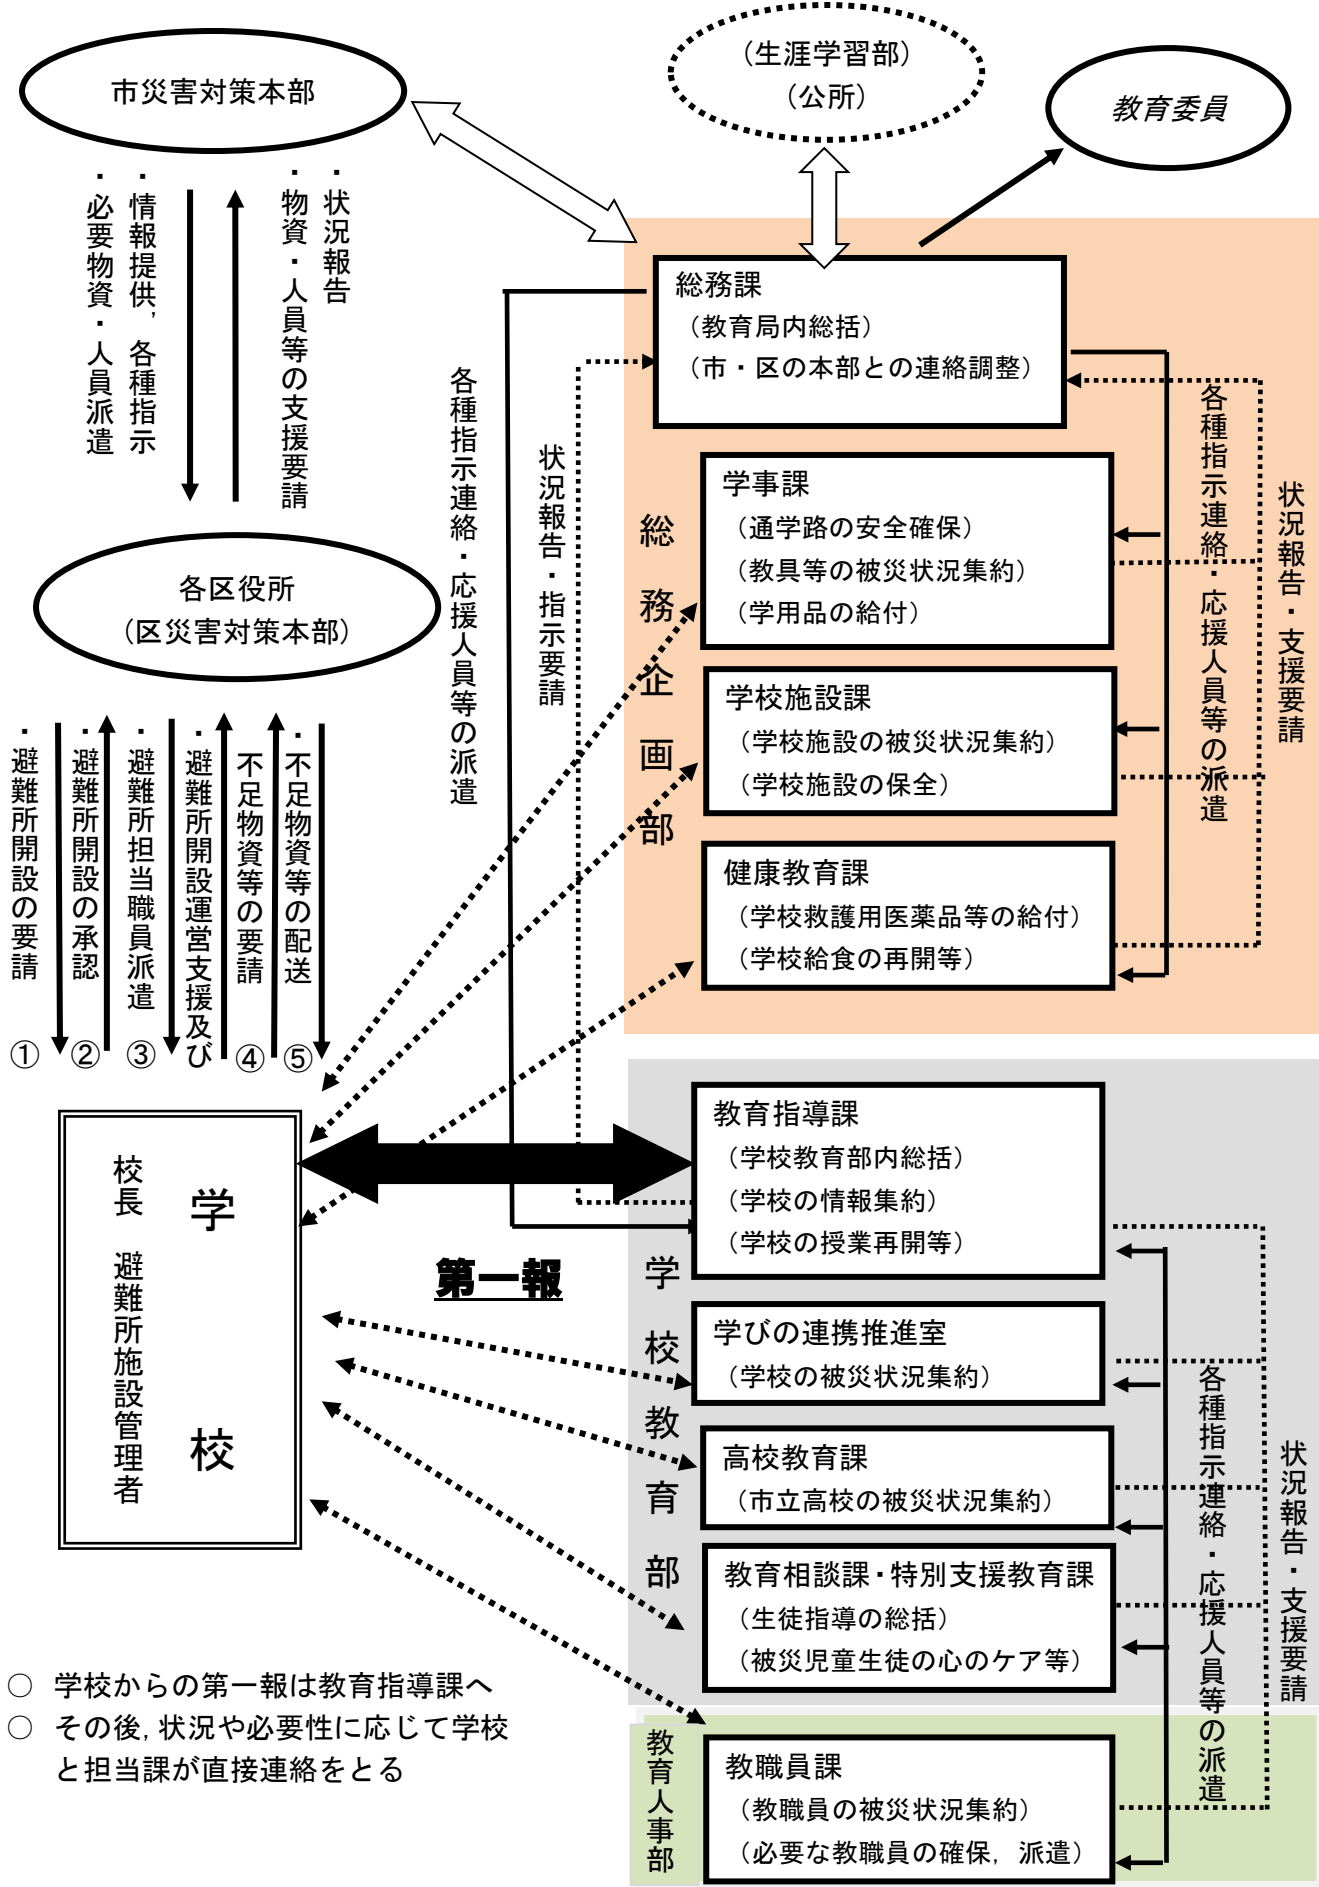 市災害対策本部
（生涯学習部）
（公所）
教育委員
・状況報告
・物資・人員等の支援要請
・情報提供，各種指示
・必要物資・人員派遣
各区役所
（区災害対策本部）
・避難所開設の要請
①
・避難所開設の承認
②
・避難所担当職員派遣
③
・避難所開設運営支援及び
不足物資等の要請
④
・不足物資等の配送
⑤
各種指示連絡・応援人員等の派遣
状況報告・指示要請
総務企画部
総務課
（教育局内総括）
（市・区の本部との連絡調整）
学事課
（通学路の安全確保）
（教具等の被災状況集約）
（学用品の給付）
学校施設課
（学校施設の被災状況集約）
（学校施設の保全）
健康教育課
（学校救護用医薬品等の給付）
（学校給食の再開等）
各種指示連絡・応援人員等の派遣
状況報告・支援要請
学校
校長　避難所施設管理者
第一報
学校教育部
教育指導課
（学校教育部内総括）
（学校の情報集約）
（学校の授業再開等）
学びの連携推進室
（学校の被災状況集約）
高校教育課
（市立高校の被災状況集約）
教育相談課・特別支援教育課
（生徒指導の総括）
（被災児童生徒の心のケア等）
各種指示連絡・応援人員等の派遣
状況報告・支援要請
教育人事部
教職員課
（教職員の被災状況集約）
（必要な教職員の確保，派遣）
○　学校からの第一報は教育指導課へ
○　その後，状況や必要性に応じて学校
と担当課が直接連絡をとる